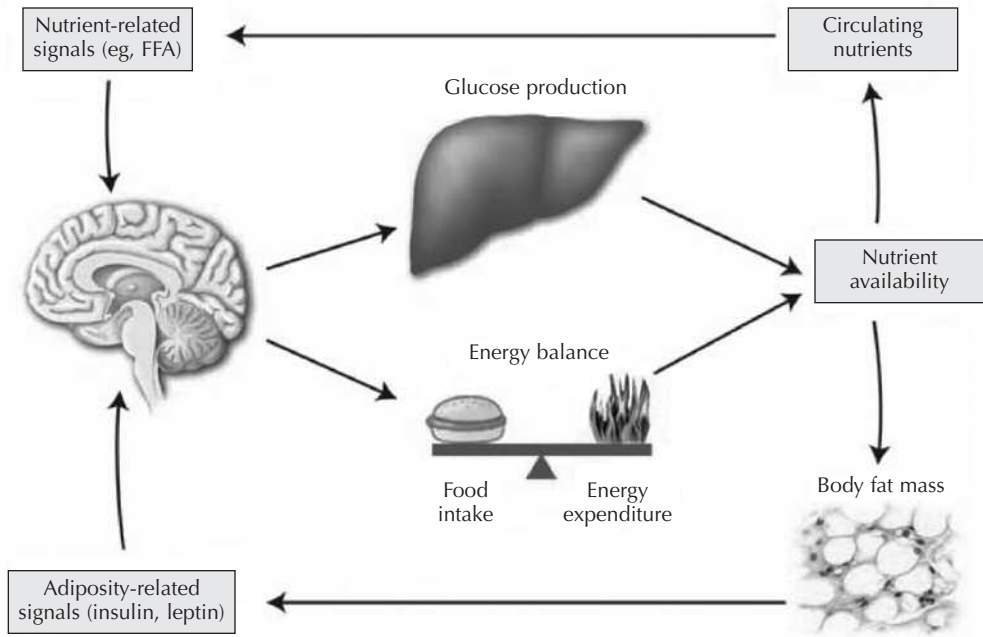 Nutrient-related
signals (eg, FFA)
Circulating
nutrients
Glucose production
Nutrient
availability
Energy balance
Food
intake
Energy
expenditure
Body fat mass
Adiposity-related
signals (insulin, leptin)